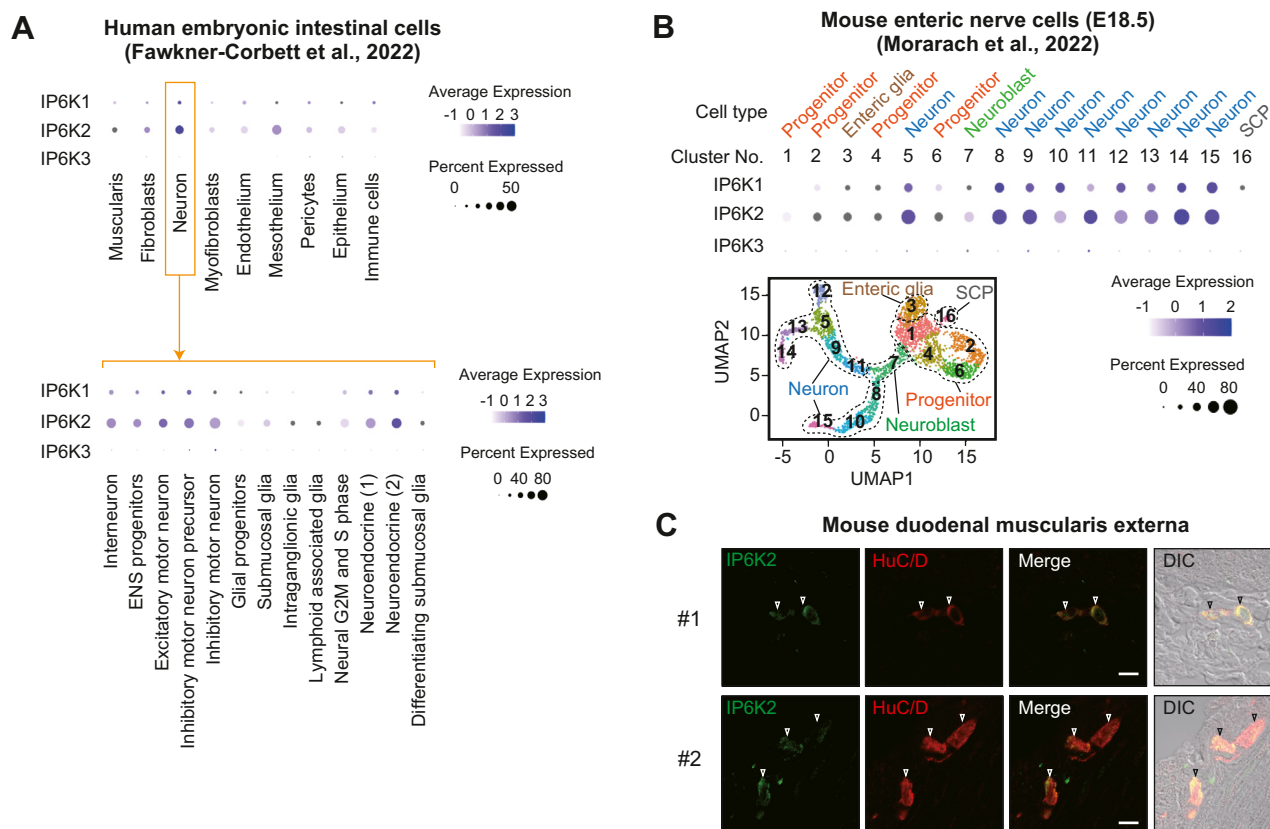 A
Human embryonic intestinal cells
(Fawkner-Corbett et al., 2022)
IP6K1
IP6K2
IP6K3
Muscularis
Fibroblasts
Neuron
Myofibroblasts
Endothelium
Mesothelium
Pericytes
Epithelium
Immune cells
Average Expression
-1 0 1 2 3
Percent Expressed
0 50
IP6K1
IP6K2
IP6K3
Interneuron
ENS progenitors
Excitatory motor neuron
Inhibitory motor neuron precursor
Inhibitory motor neuron
Glial progenitors
Submucosal glia
Intraganglionic glia
Lymphoid associated glia
Neural G2M and S phase
Neuroendocrine (1)
Neuroendocrine (2)
Differentiating submucosal glia
Average Expression
-1 0 1 2 3
Percent Expressed
0 40 80
B
Mouse enteric nerve cells (E18.5)
(Morarach et al., 2022)
Cell type
Progenitor
Progenitor
Enteric glia
Progenitor
Neuron
Progenitor
Neuroblast
Neuron
Neuron
Neuron
Neuron
Neuron
Neuron
Neuron
Neuron
SCP
Cluster No. 1 2 3 4 5 6 7 8 9 10 11 12 13 14 15 16
IP6K1
IP6K2
IP6K3
UMAP2
15
10
5
0
-5 0 5 10 15
UMAP1
12
Enteric glia
SCP
3
16
13 5 1
14 9 4 2
11 7 6
Neuron
Progenitor
8
15 10
Neuroblast
Average Expression
-1 0 1 2
Percent Expressed
0 20 40 60 80
C
Mouse duodenal muscularis externa
#1
IP6K2 HuC/D Merge DIC
#2
IP6K2 HuC/D Merge DIC